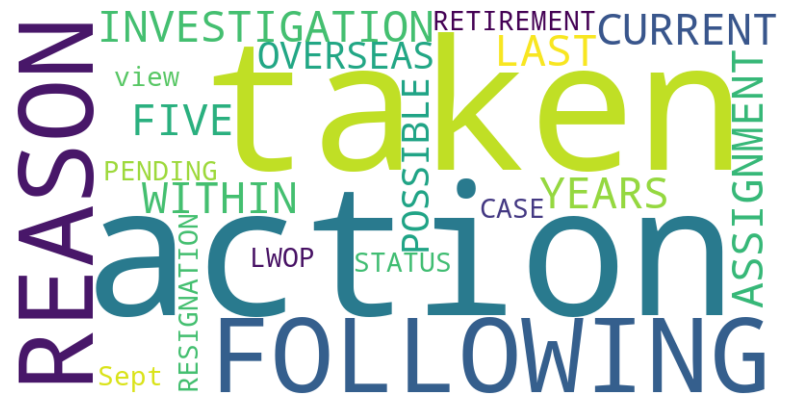 REASON
INVESTIGATION
RETIREMENT
CURRENT
OVERSEAS
LAST
view
taken
FIVE
POSSIBLE
ASSIGNMENT
PENDING
WITHIN
YEARS
CASE
action
RESIGNATION
LWOP
STATUS
FOLLOWING
Sept